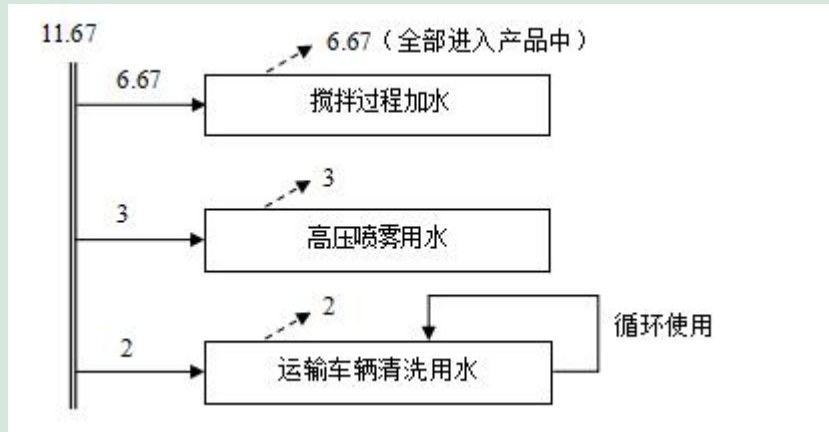 11.67
6.67（全部进入产品中）
6.67
搅拌过程加水
3
3
高压喷雾用水
2
循环使用
2
运输车辆清洗用水